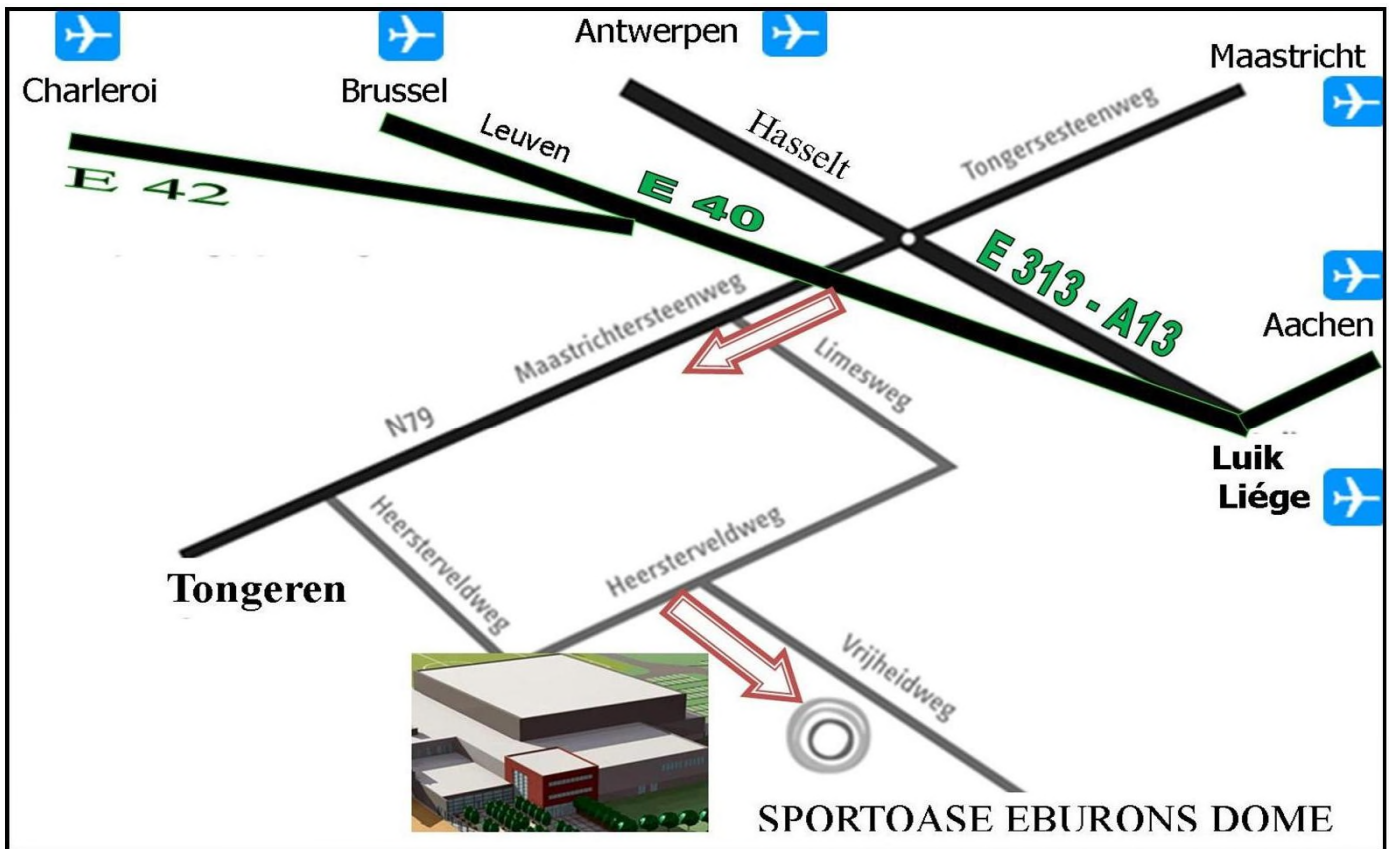 Antwerpen
Maastricht
Charleroi
Brussel
Leuven
Hasselt
Tongersesteenweg
E 42
E 40
E 313 - A13
Aachen
Maastrichtersteenweg
Limesweg
N79
Luik
Liége
Heersterveldweg
Heersterveldweg
Tongeren
Vrijheidweg
SPORTOASE EBURONS DOME